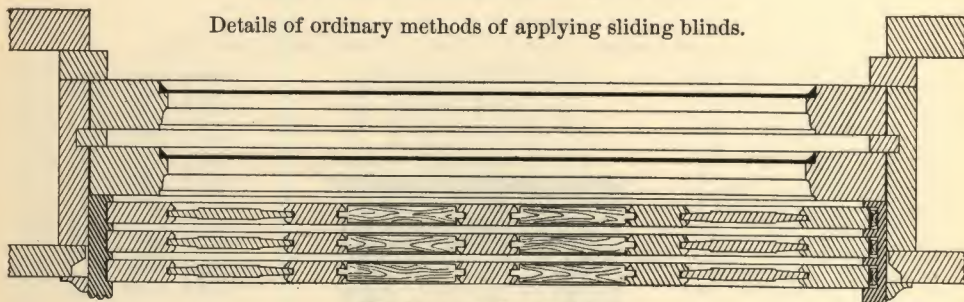 Details of ordinary methods of applying sliding blinds.